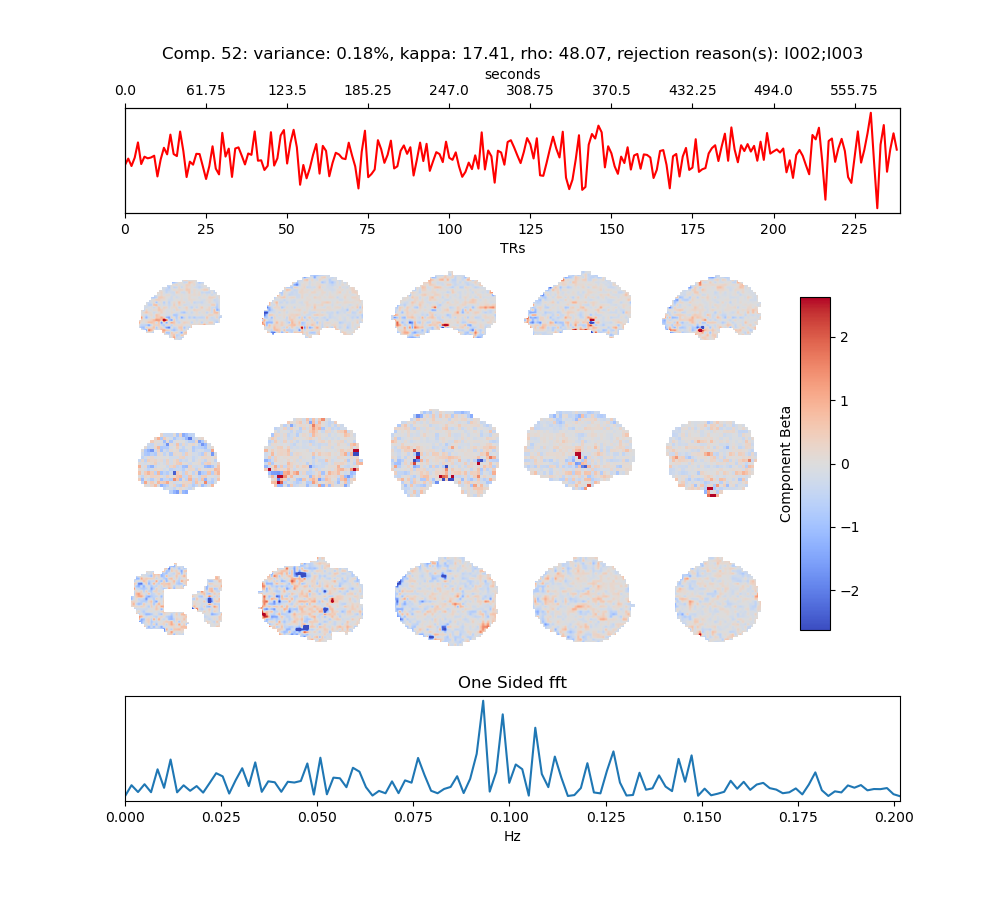 Comp. 52: variance: 0.18%, kappa: 17.41, rho: 48.07, rejection reason(s): I002;I003
seconds
0.0 61.75 123.5 185.25 247.0 308.75 370.5 432.25 494.0 555.75
0 25 50 75 100 125 150 175 200 225
TRs
2
1
0
−1
−2
Component Beta
One Sided fft
0.000 0.025 0.050 0.075 0.100 0.125 0.150 0.175 0.200
Hz